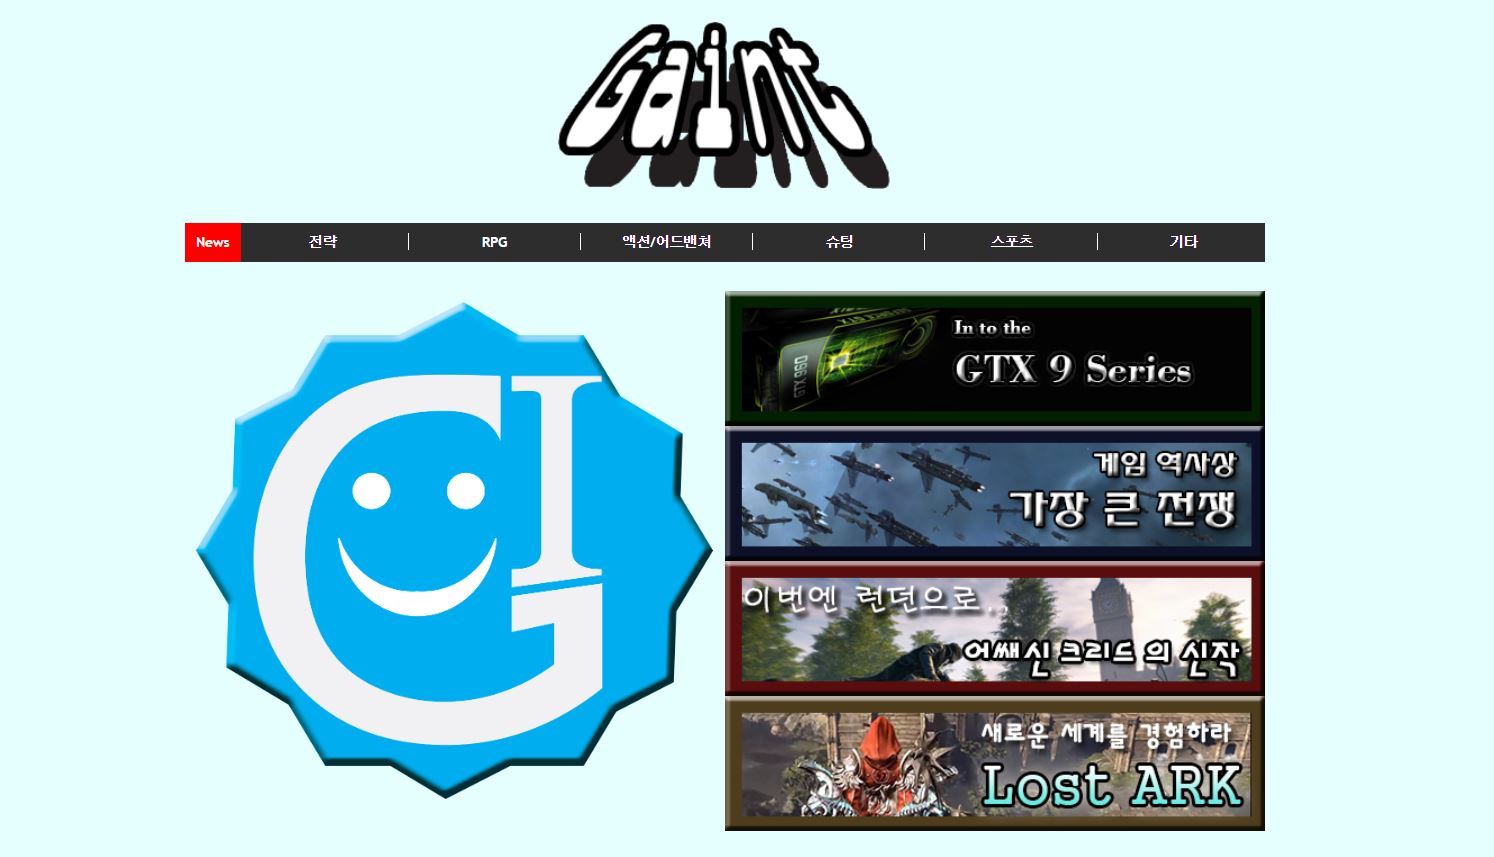 Gaint
News 전략 RPG 액션/어드벤쳐 슈팅 스포츠 기타
GI
GTX 960
In to the
GTX 9 Series
게임 역사상
가장 큰 전쟁
이번엔 런던으로..
어쌔신 크리드 의 신작
새로운 세계를 경험하라
Lost ARK